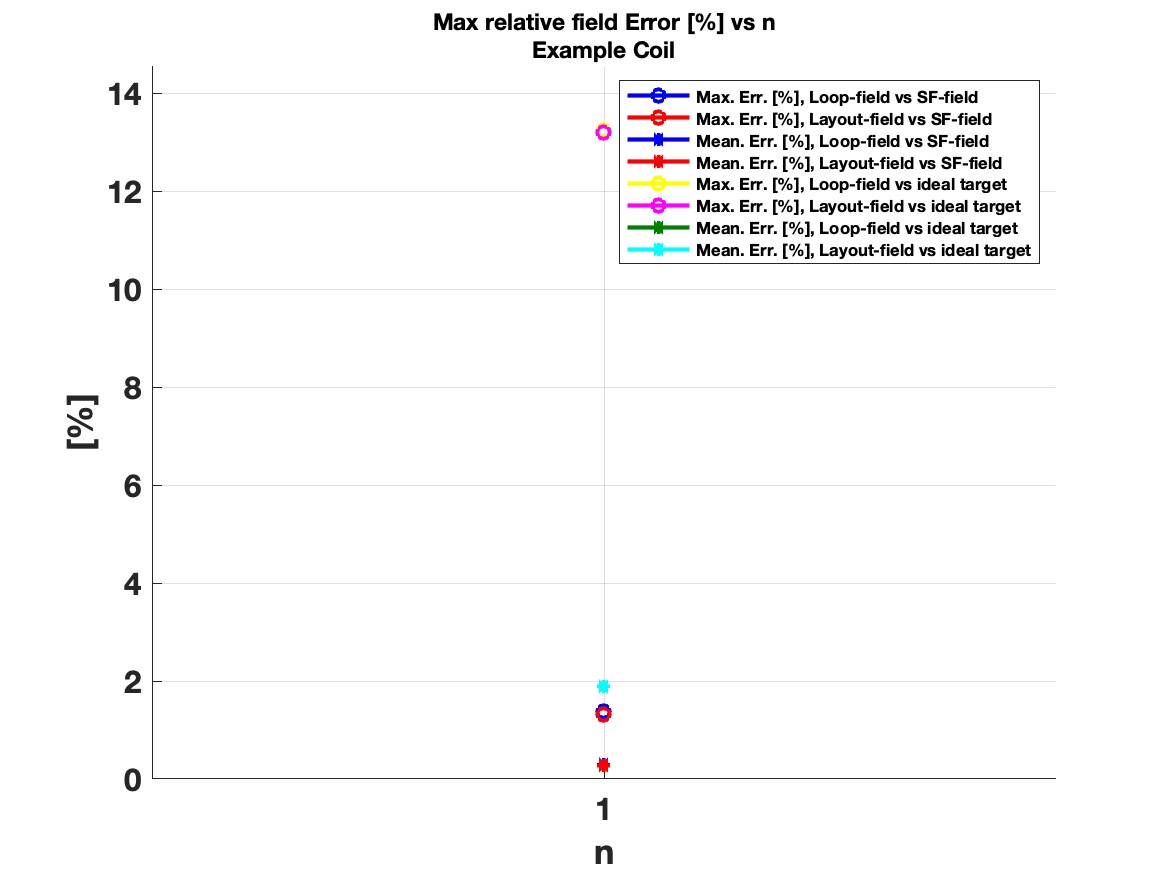 Max relative field Error [%] vs n
Example Coil
14
12
10
8
6
4
2
0
[%]
1
n
Max. Err. [%], Loop-field vs SF-field
Max. Err. [%], Layout-field vs SF-field
Mean. Err. [%], Loop-field vs SF-field
Mean. Err. [%], Layout-field vs SF-field
Max. Err. [%], Loop-field vs ideal target
Max. Err. [%], Layout-field vs ideal target
Mean. Err. [%], Loop-field vs ideal target
Mean. Err. [%], Layout-field vs ideal target